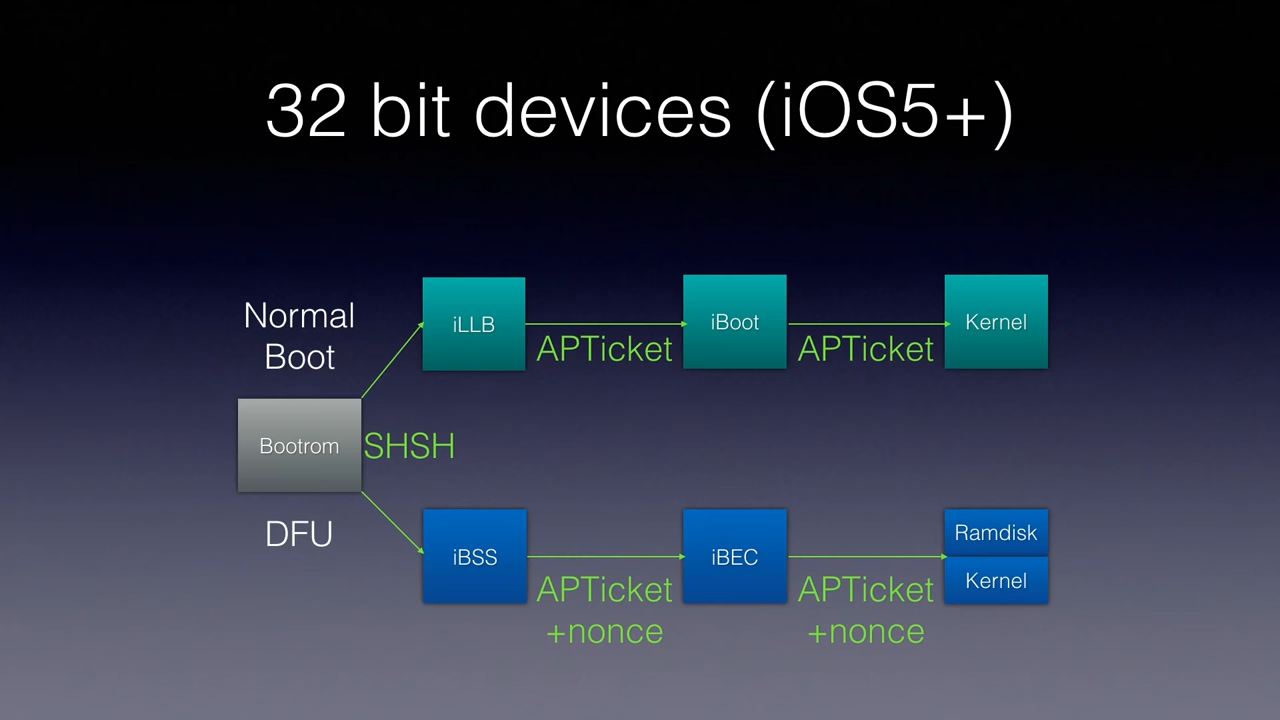 32 bit devices (iOS5+)
Normal
Boot
iLLB
APTicket
iBoot
APTicket
Kernel
Bootrom
SHSH
DFU
iBSS
APTicket
+nonce
iBEC
APTicket
+nonce
Ramdisk
Kernel